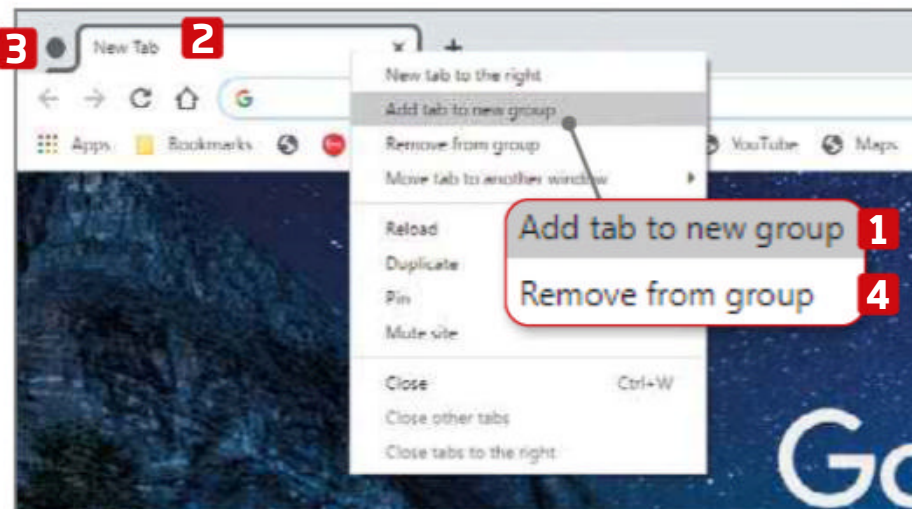 3
New Tab 2
New tab to the right
Add tab to new group
Remove from group
Move tab to another window
Apps Bookmarks
YouTube Maps
Reload
Duplicate
Pin
Mute site
Close Ctrl+W
Close other tabs
Close tabs to the right
Add tab to new group 1
Remove from group 4
Go